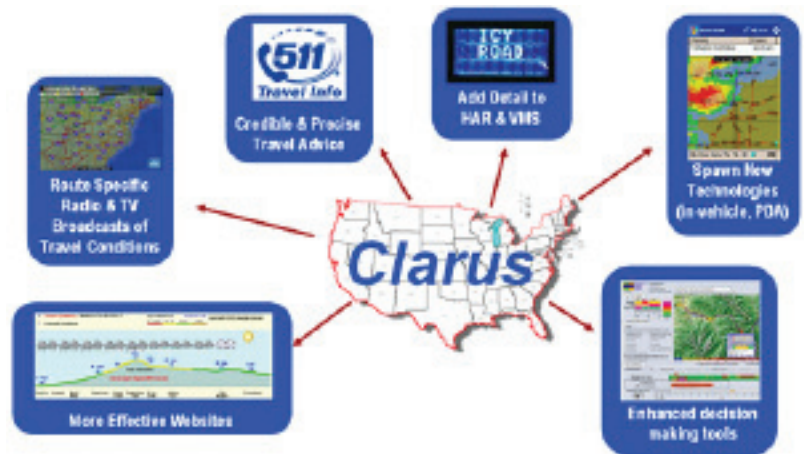 511
Travel Info
Credible & Precise
Travel Advice
ICY
ROAD
Add Detail to
HAR & VMS
Spawn New
Technologies
(in-vehicle, PDA)
Route Specific
Radio & TV
Broadcasts of
Travel Conditions
Clarus
More Effective Websites
Enhanced decision
making tools